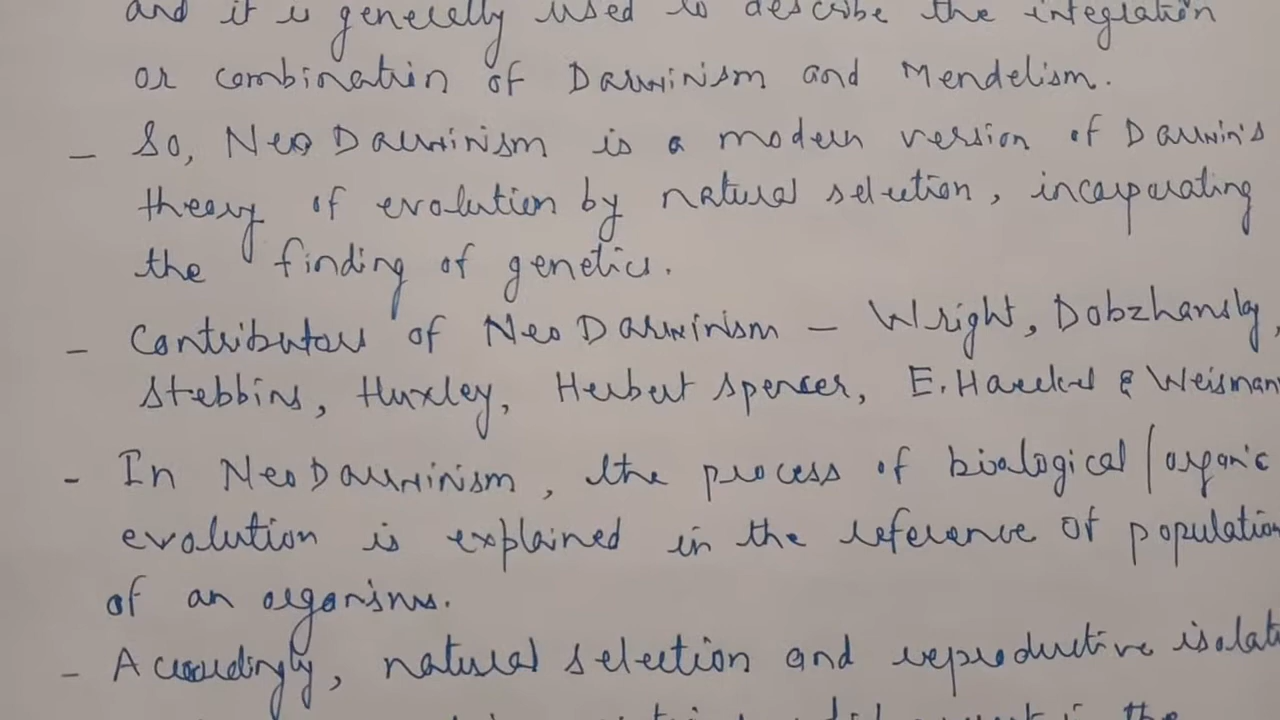 and it is generally used to describe the integration
or combination of Darwinism and Mendelism.
- So, Neo Darwinism is a modern version of Darwin's
theory of evolution by natural selection, incorporating
the finding of genetics.
- Contributors of Neo Darwinism - Wright, Dobzhansky,
Stebbins, Huxley, Herbert Spencer, E. Haeckel & Weisman
- In Neo Darwinism, the process of biological / organic
evolution is explained in the reference of population
of an organisms.
- Accordingly, natural selection and reproductive isolat
the